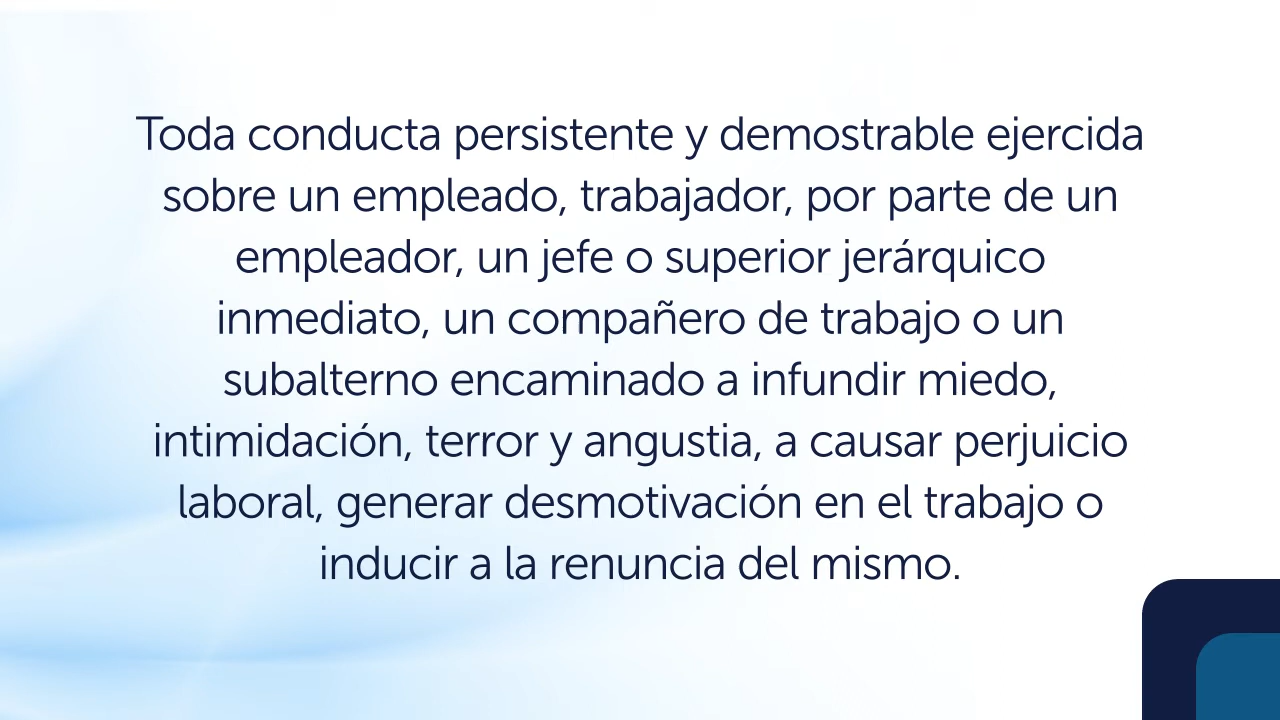 Toda conducta persistente y demostrable ejercida
sobre un empleado, trabajador, por parte de un
empleador, un jefe o superior jerárquico
inmediato, un compañero de trabajo o un
subalterno encaminado a infundir miedo,
intimidación, terror y angustia, a causar perjuicio
laboral, generar desmotivación en el trabajo o
inducir a la renuncia del mismo.